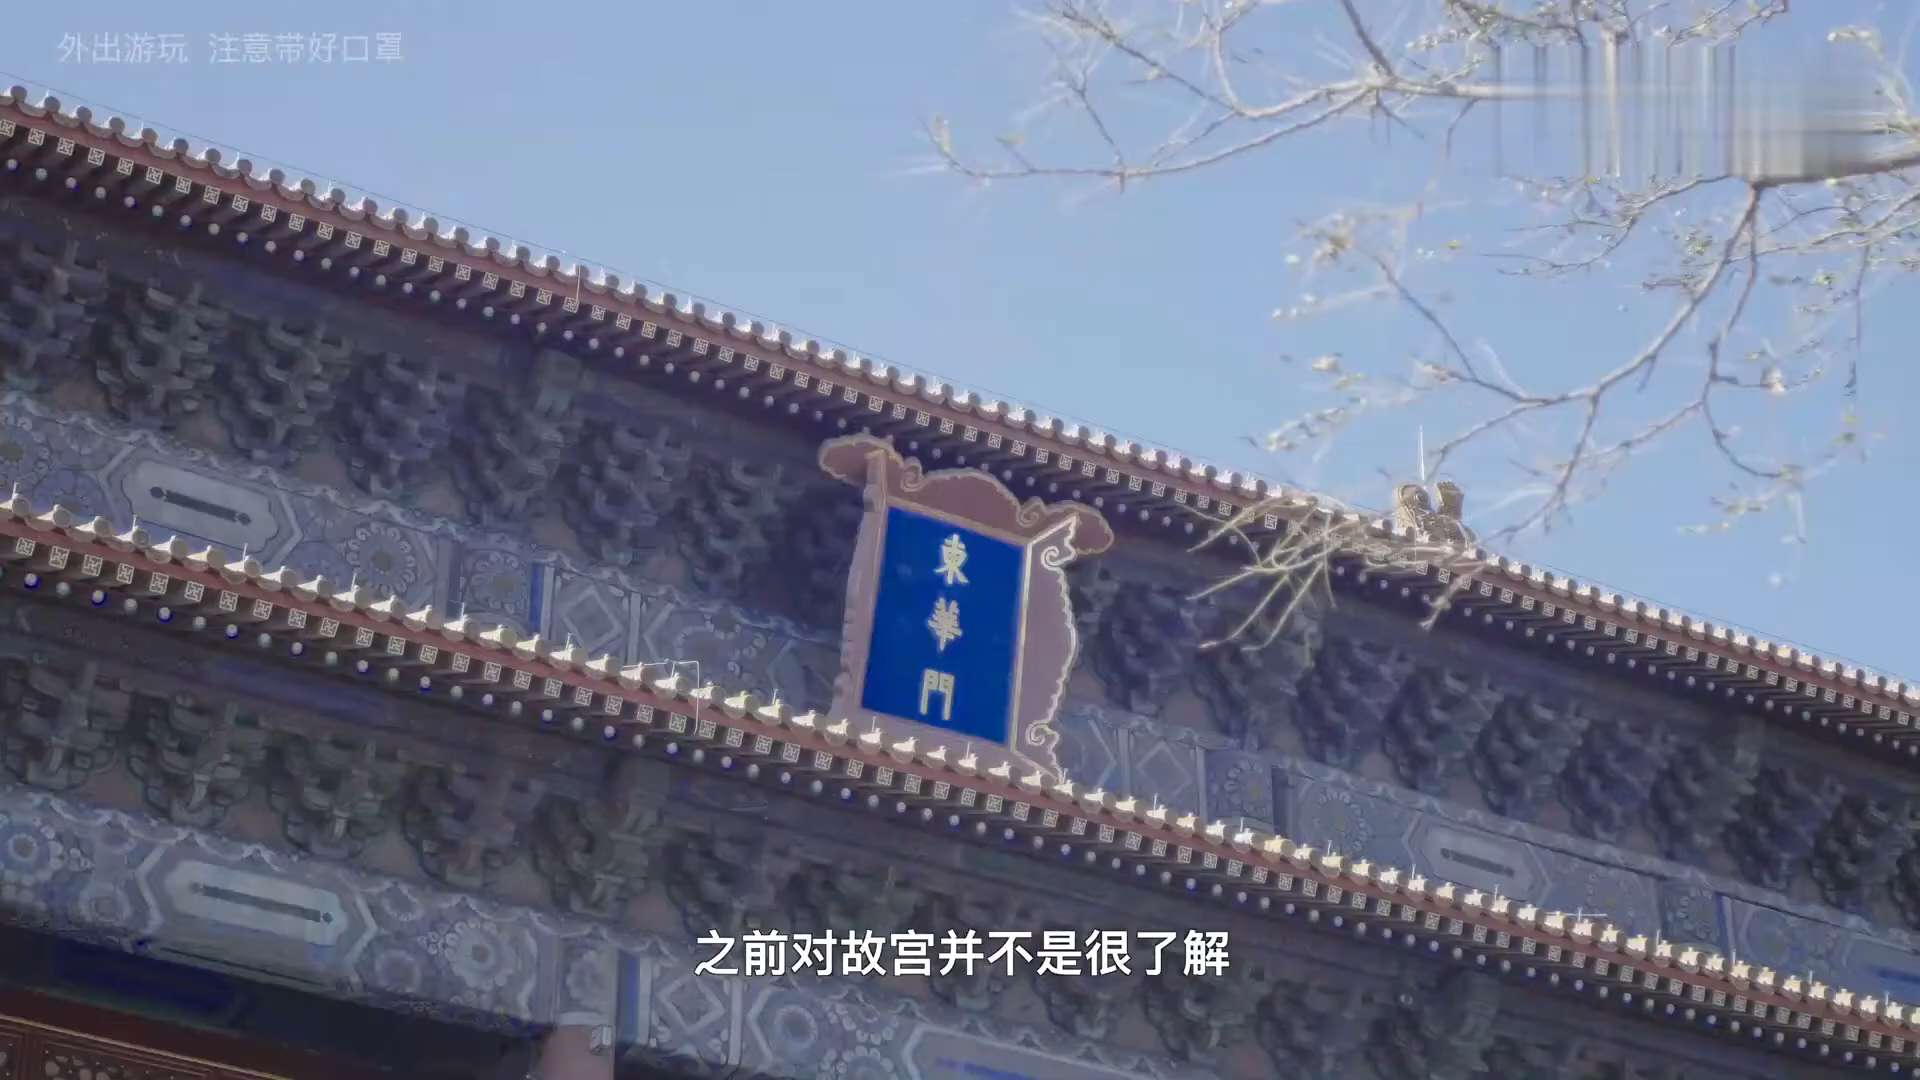 外出游玩 注意带好口罩
東華門
之前对故宫并不是很了解